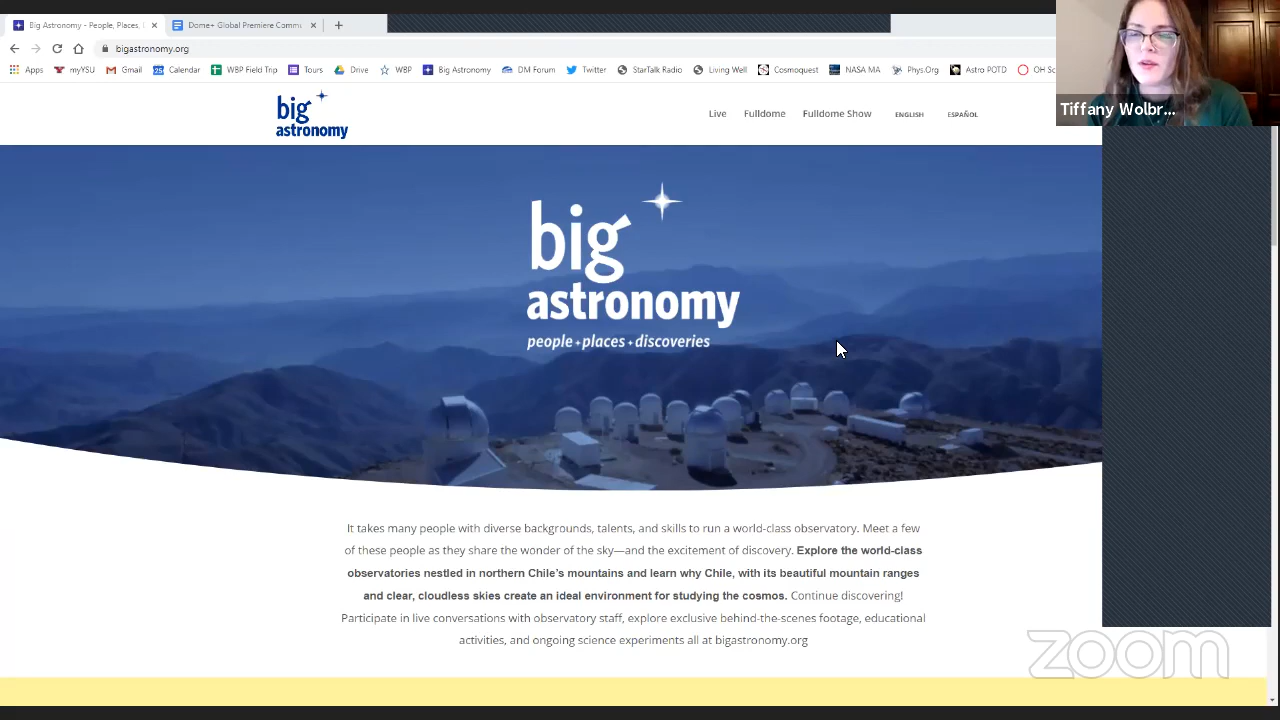 Big Astronomy - People, Places,
Dome+ Global Premiere Comm
bigastronomy.org
Apps
myYSU
Gmail
Calendar
WBP Field Trip
Tours
Drive
WBP
Big Astronomy
DM Forum
Twitter
StarTalk Radio
Living Well
Cosmoquest
NASA MA
Phys.Org
Astro POTD
OH Sc
Tiffany Wolbr...
big
astronomy
Live
Fulldome
Fulldome Show
ENGLISH
ESPAÑOL
big
astronomy
people + places + discoveries
It takes many people with diverse backgrounds, talents, and skills to run a world-class observatory. Meet a few
of these people as they share the wonder of the sky—and the excitement of discovery. Explore the world-class
observatories nestled in northern Chile's mountains and learn why Chile, with its beautiful mountain ranges
and clear, cloudless skies create an ideal environment for studying the cosmos. Continue discovering!
Participate in live conversations with observatory staff, explore exclusive behind-the-scenes footage, educational
activities, and ongoing science experiments all at bigastronomy.org
zoom